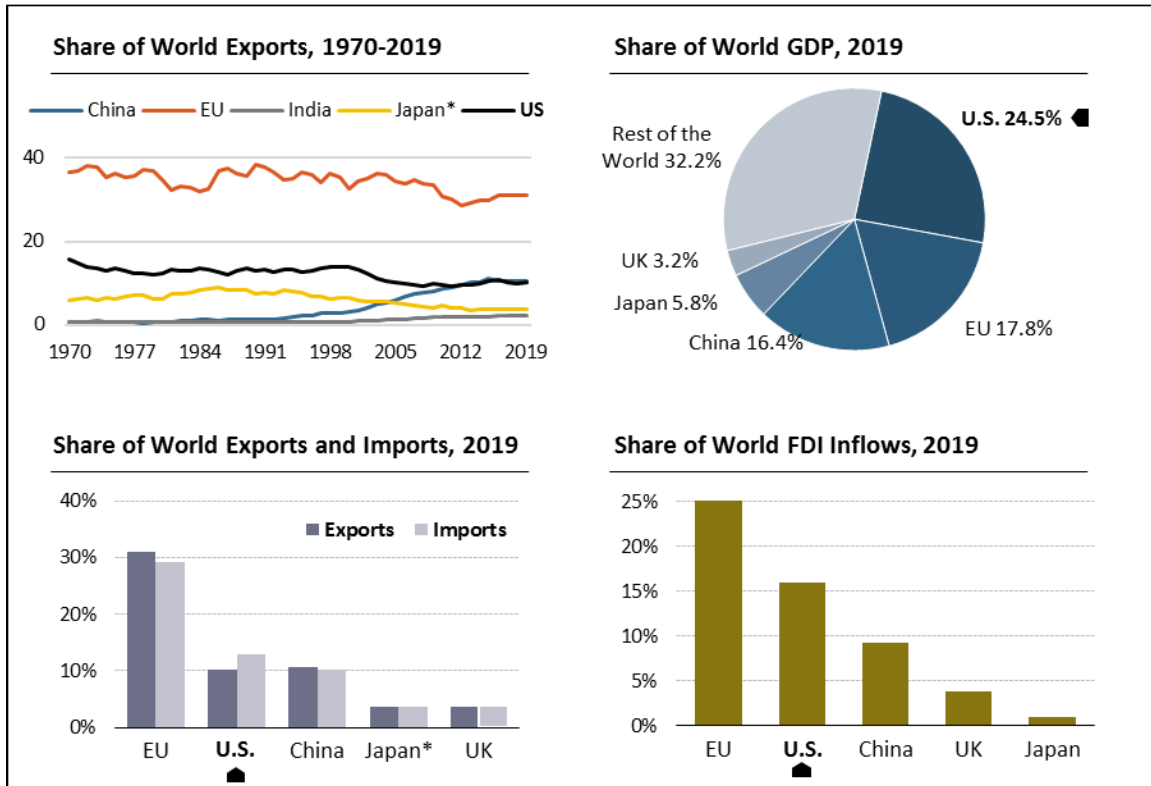 Share of World Exports, 1970-2019
China EU India Japan* US
40
20
0
1970 1977 1984 1991 1998 2005 2012 2019
Share of World GDP, 2019
U.S. 24.5%
Rest of the
World 32.2%
UK 3.2%
Japan 5.8%
China 16.4%
EU 17.8%
Share of World Exports and Imports, 2019
40%
Exports Imports
30%
20%
10%
0%
EU U.S. China Japan* UK
Share of World FDI Inflows, 2019
25%
20%
15%
10%
5%
0%
EU U.S. China UK Japan